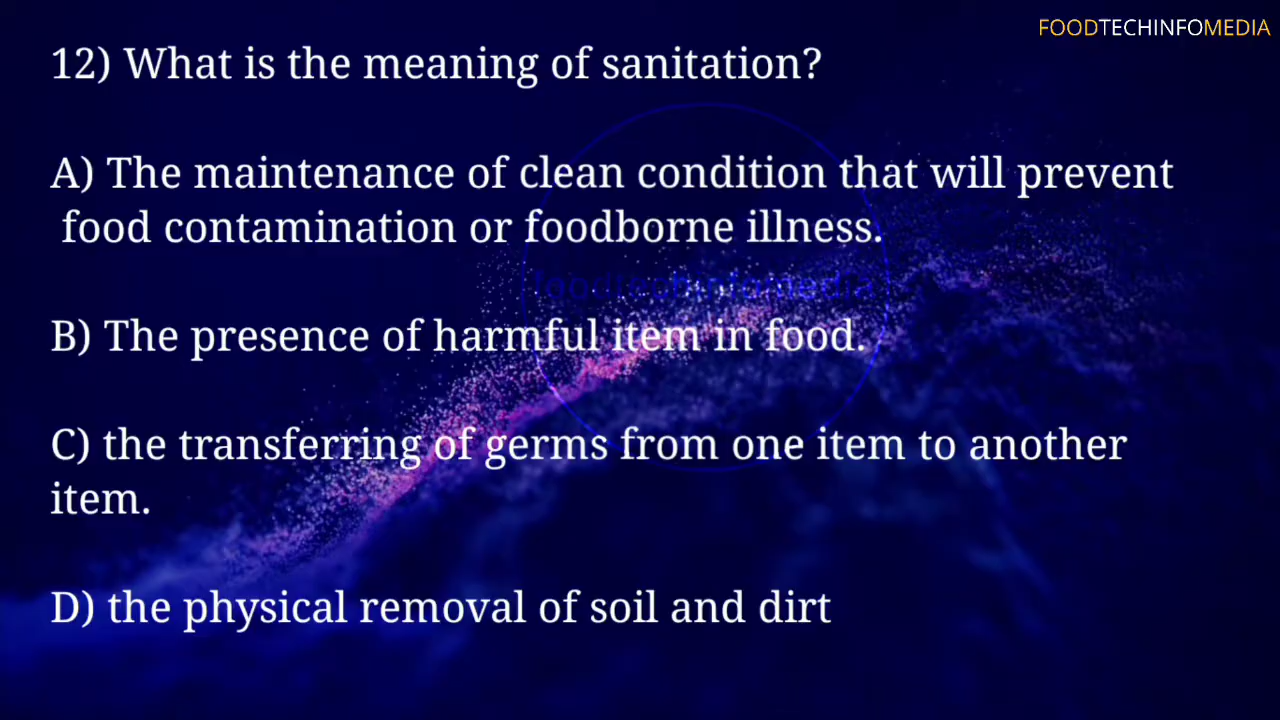 FOODTECHINFOMEDIA
12) What is the meaning of sanitation?
A) The maintenance of clean condition that will prevent
food contamination or foodborne illness.
foodtechinfomedia
B) The presence of harmful item in food.
C) the transferring of germs from one item to another
item.
D) the physical removal of soil and dirt